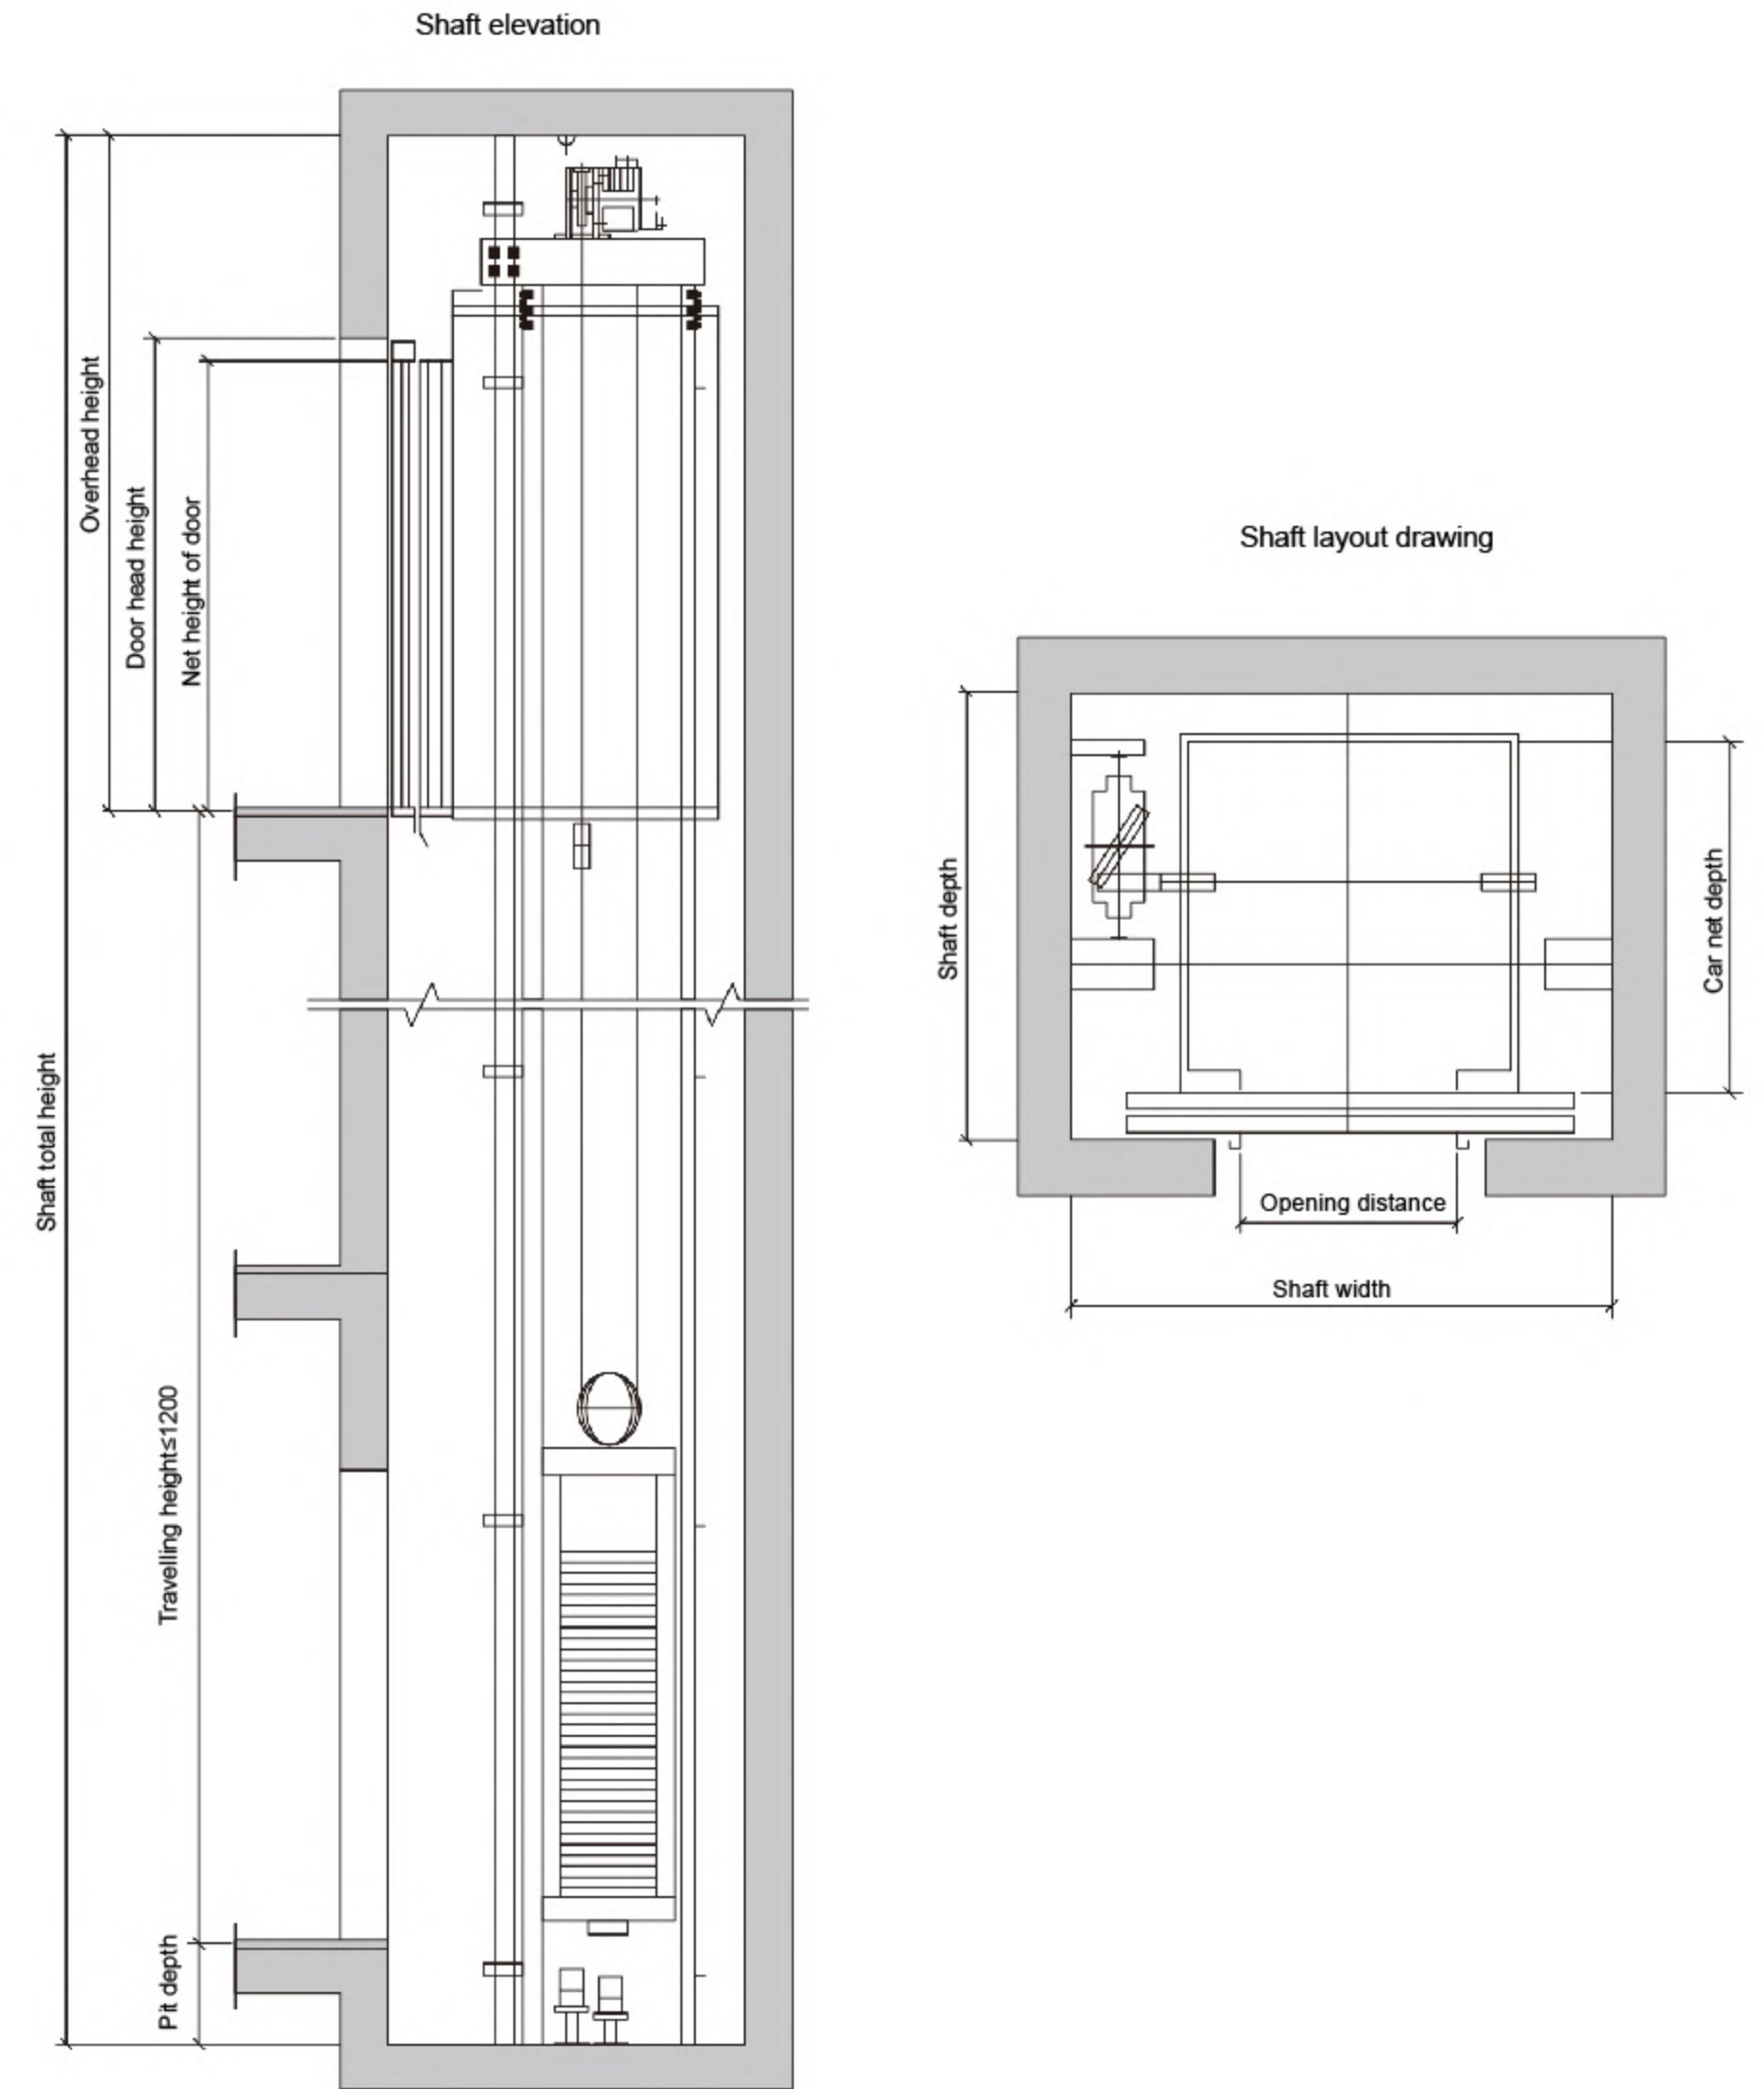 Shaft elevation
Overhead height
Door head height
Net height of door
Shaft total height
Travelling height≤1200
Pit depth
Shaft layout drawing
Shaft depth
Car net depth
Opening distance
Shaft width